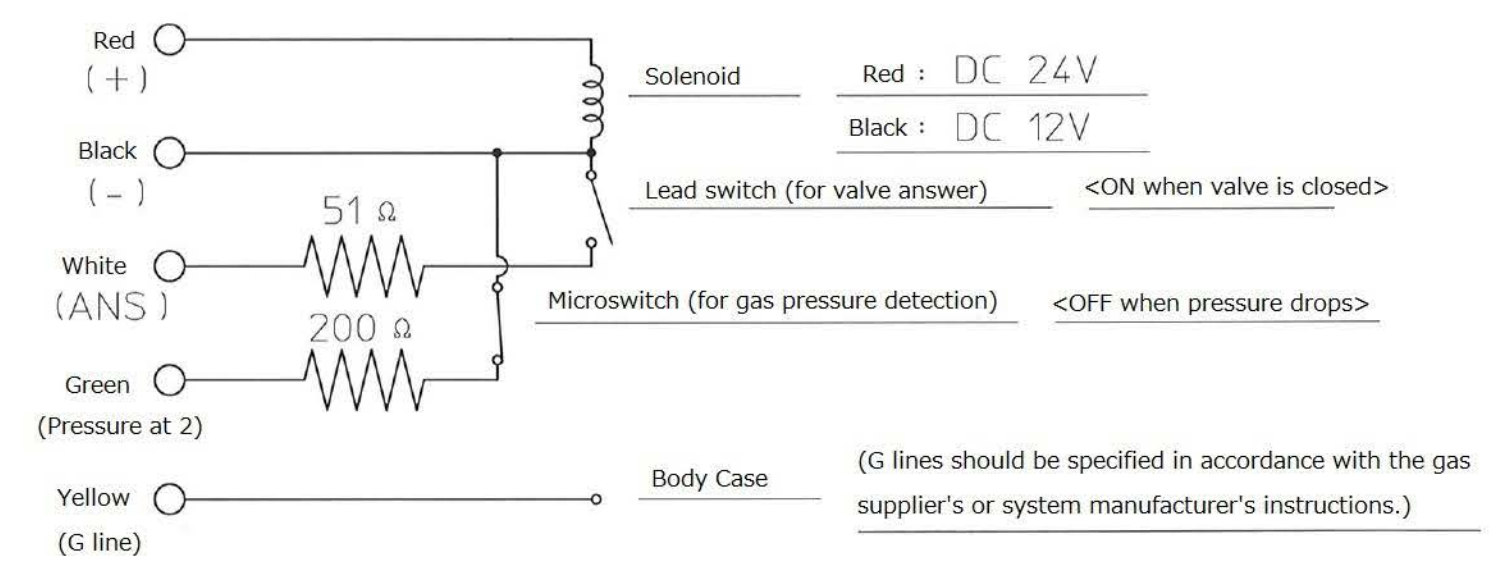 Red
(+)
Solenoid
Red : DC 24V
Black : DC 12V
Black
(-)
Lead switch (for valve answer)
<ON when valve is closed>
51 Ω
White
(ANS)
Microswitch (for gas pressure detection)
<OFF when pressure drops>
200 Ω
Green
(Pressure at 2)
Yellow
(G line)
Body Case
(G lines should be specified in accordance with the gas
supplier's or system manufacturer's instructions.)